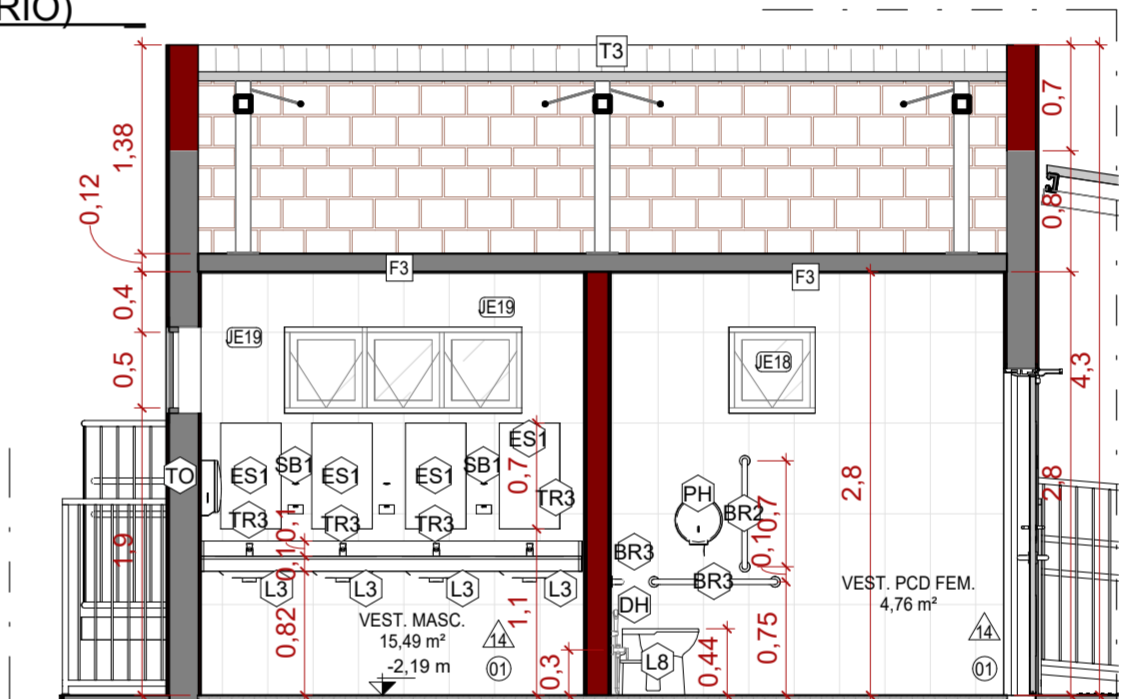 RIO)
T3
0,7
1,38
0,12
0,8
F3
F3
0,4
JE19
JE19
0,5
JE18
4,3
ES1
SB1
ES1
ES1
SB1
ES1
0,7
TO
TR3
TR3
TR3
TR3
PH
BR2
0,7
0,1
2,8
2,8
1,9
0,1
0,1
BR3
BR3
L3
L3
L3
L3
DH
VEST. PCD FEM.
4,76 m²
0,82
VEST. MASC.
15,49 m²
-2,19 m
1,1
14
01
0,3
L8
0,44
0,75
14
01